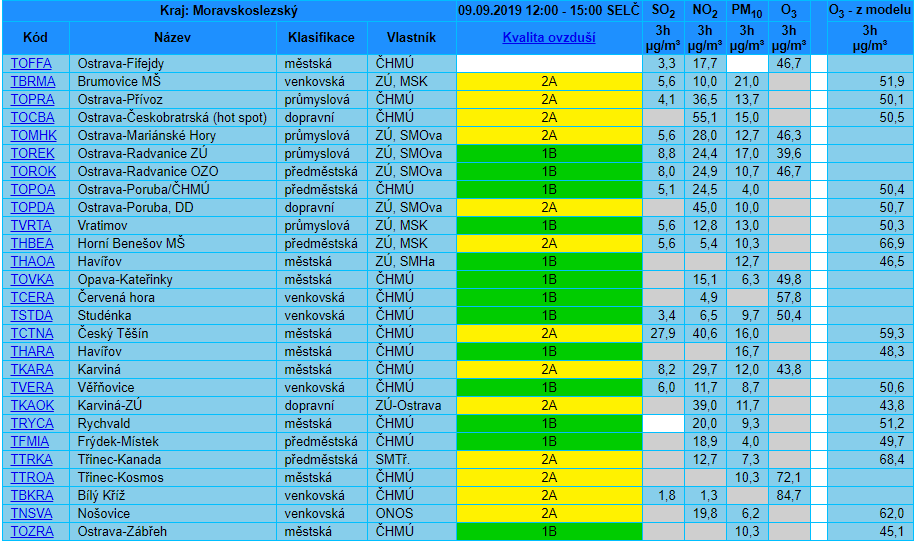 Kraj: Moravskoslezský 09.09.2019 12:00 - 15:00 SELČ SO2 NO2 PM10 O3 O3 - z modelu
Kód Název Klasifikace Vlastník Kvalita ovzduší 3h 3h 3h 3h 3h
µg/m³ µg/m³ µg/m³ µg/m³ µg/m³
TOFFA Ostrava-Fifejdy městská ČHMÚ 3,3 17,7 46,7
TBRMA Brumovice MŠ venkovská ZÚ, MSK 2A 5,6 10,0 21,0 51,9
TOPRA Ostrava-Přívoz průmyslová ČHMÚ 2A 4,1 36,5 13,7 50,1
TOCBA Ostrava-Českobratrská (hot spot) dopravní ČHMÚ 2A 55,1 15,0 50,5
TOMHK Ostrava-Mariánské Hory průmyslová ZÚ, SMOva 2A 5,6 28,0 12,7 46,3
TOREK Ostrava-Radvanice ZÚ průmyslová ZÚ, SMOva 1B 8,8 24,4 17,0 39,6
TOROK Ostrava-Radvanice OZO předměstská ZÚ, SMOva 1B 8,0 24,9 10,7 46,7
TOPOA Ostrava-Poruba/ČHMÚ předměstská ČHMÚ 1B 5,1 24,5 4,0 50,4
TOPDA Ostrava-Poruba, DD dopravní ZÚ, SMOva 2A 45,0 10,0 50,7
TVRTA Vratimov průmyslová ZÚ, MSK 1B 5,6 12,8 13,0 50,3
THBEA Horní Benešov MŠ předměstská ZÚ, MSK 2A 5,6 5,4 10,3 66,9
THAOA Havířov městská ZÚ, SMHa 1B 12,7 46,5
TOVKA Opava-Kateřinky městská ČHMÚ 1B 15,1 6,3 49,8
TCERA Červená hora venkovská ČHMÚ 1B 4,9 57,8
TSTDA Studénka venkovská ČHMÚ 1B 3,4 6,5 9,7 50,4
TCTNA Český Těšín městská ČHMÚ 2A 27,9 40,6 16,0 59,3
THARA Havířov městská ČHMÚ 1B 16,7 48,3
TKARA Karviná městská ČHMÚ 2A 8,2 29,7 12,0 43,8
TVERA Věřňovice venkovská ČHMÚ 1B 6,0 11,7 8,7 50,6
TKAOK Karviná-ZÚ dopravní ZÚ-Ostrava 2A 39,0 11,7 43,8
TRYCA Rychvald městská ČHMÚ 1B 20,0 9,3 51,2
TFMIA Frýdek-Místek předměstská ČHMÚ 1B 18,9 4,0 49,7
TTRKA Třinec-Kanada předměstská SMTř. 2A 12,7 7,3 68,4
TTROA Třinec-Kosmos městská ČHMÚ 2A 10,3 72,1
TBKRA Bílý Kříž venkovská ČHMÚ 2A 1,8 1,3 84,7
TNSVA Nošovice venkovská ONOS 2A 19,8 6,2 62,0
TOZRA Ostrava-Zábřeh městská ČHMÚ 1B 10,3 45,1